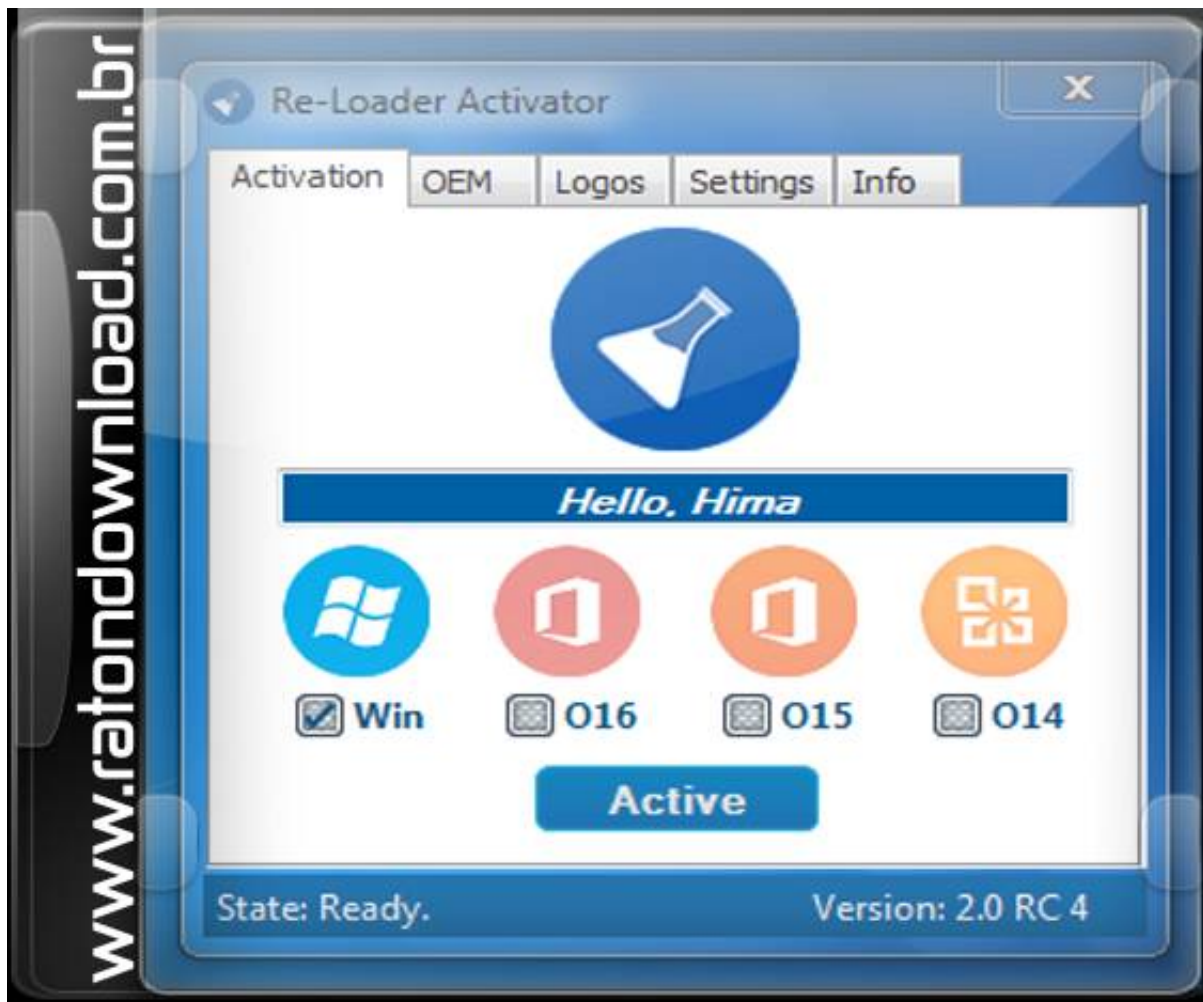 www.ratondownload.com.br
Re-Loader Activator
X
Activation OEM Logos Settings Info
Hello, Hima
Win O16 O15 O14
Active
State: Ready. Version: 2.0 RC 4